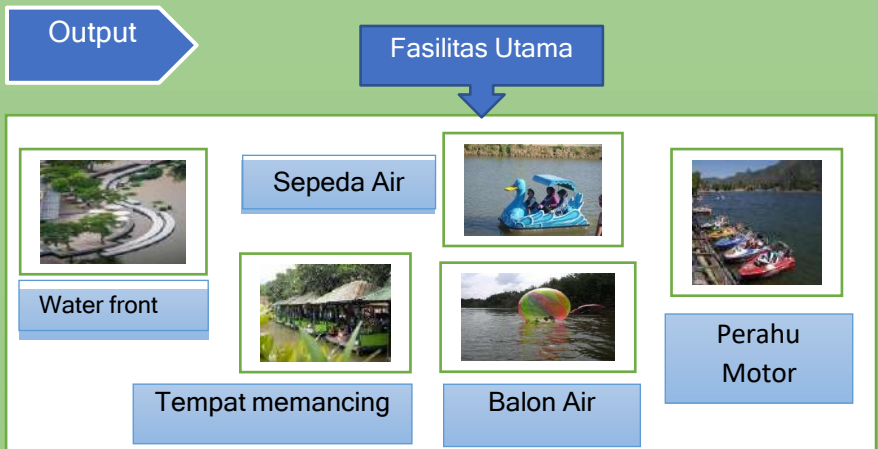 Output
Fasilitas Utama
Sepeda Air
Water front
Perahu
Motor
Tempat memancing
Balon Air